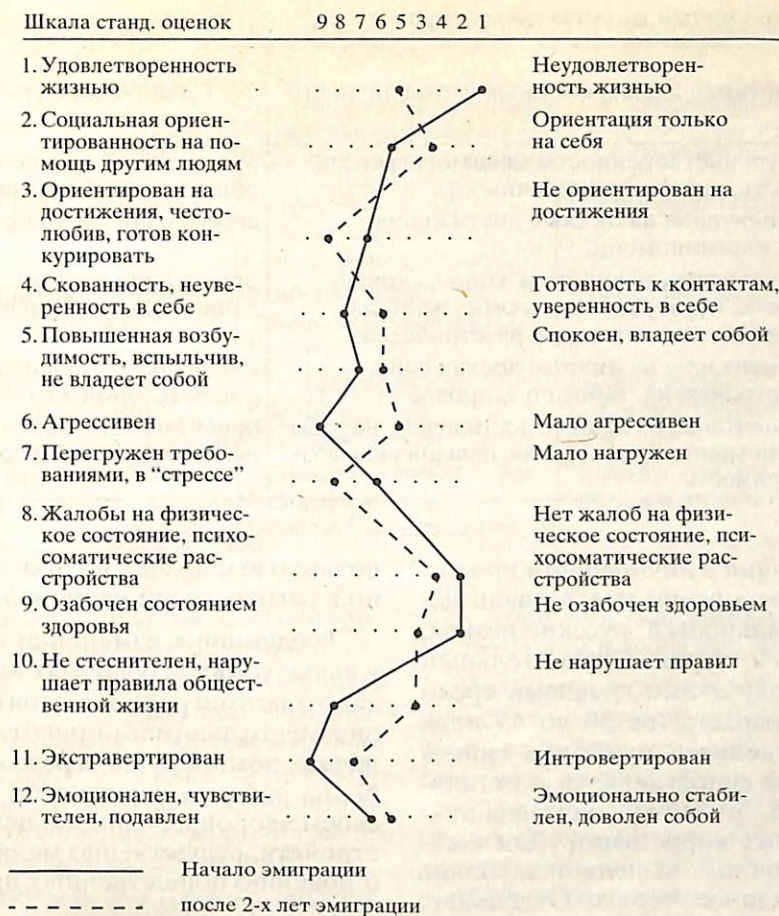 Шкала станд. оценок 9 8 7 6 5 3 4 2 1
1. Удовлетворенность
жизнью
Неудовлетворен-
ность жизнью
2. Социальная ориен-
тированность на по-
мощь другим людям
Ориентация только
на себя
3. Ориентирован на
достижения, често-
любив, готов кон-
курировать
Не ориентирован на
достижения
4. Скованность, неуве-
ренность в себе
Готовность к контактам,
уверенность в себе
5. Повышенная возбу-
димость, вспыльчив,
не владеет собой
Спокоен, владеет собой
6. Агрессивен
Мало агрессивен
7. Перегружен требо-
ваниями, в “стрессе”
Мало нагружен
8. Жалобы на физичес-
кое состояние, психо-
соматические рас-
стройства
Нет жалоб на физи-
ческое состояние, пси-
хосоматические рас-
стройства
9. Озабочен состоянием
здоровья
Не озабочен здоровьем
10. Не стеснителен, нару-
шает правила общест-
венной жизни
Не нарушает правил
11. Экстравертирован
Интровертирован
12. Эмоционален, чувстви-
телен, подавлен
Эмоционально стаби-
лен, доволен собой
Начало эмиграции
после 2-х лет эмиграции